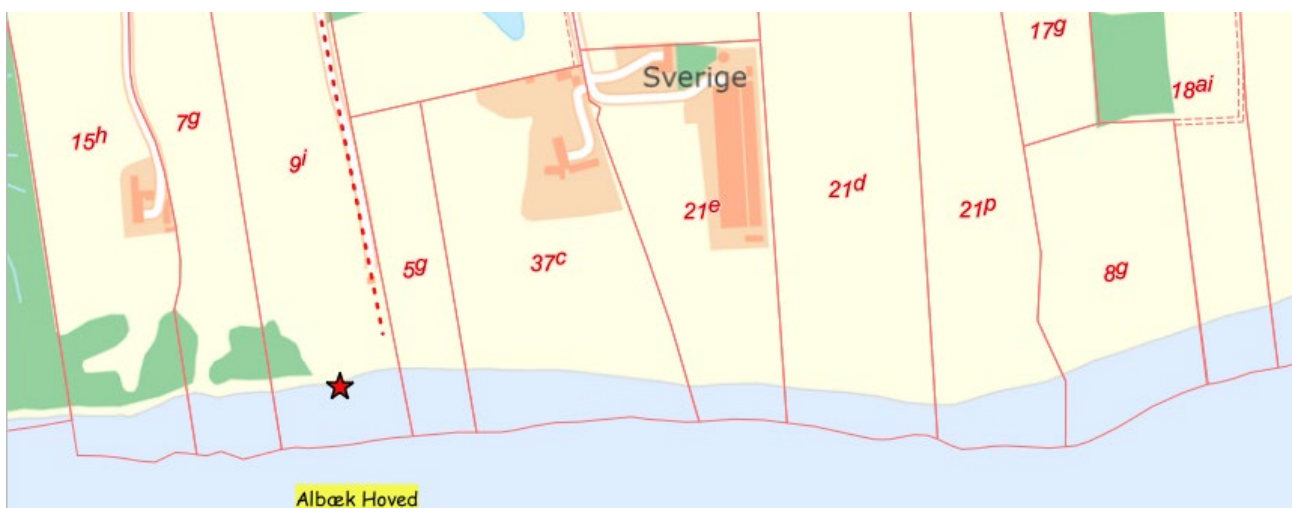 17g
Sverige
18ai
15h
7g
9i
21e
21d
21p
5g
37c
8g
Albæk Hoved